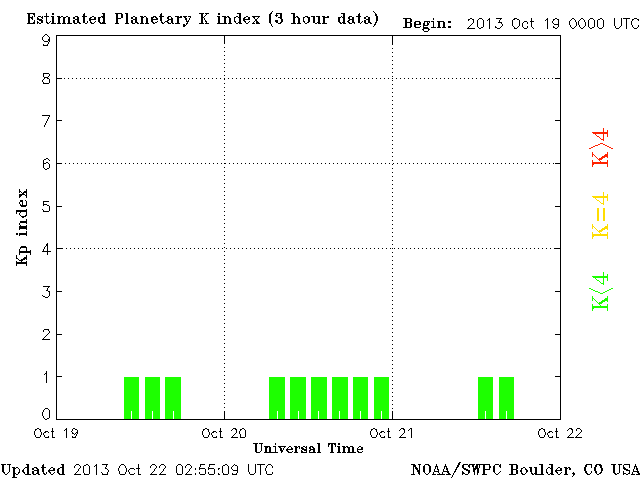 Estimated Planetary K index (3 hour data) Begin: 2013 Oct 19 0000 UTC
9
8
7
6
5
4
3
2
1
0
Kp index
K>4
K=4
K<4
Oct 19 Oct 20 Oct 21 Oct 22
Universal Time
Updated 2013 Oct 22 02:55:09 UTC NOAA/SWPC Boulder, CO USA